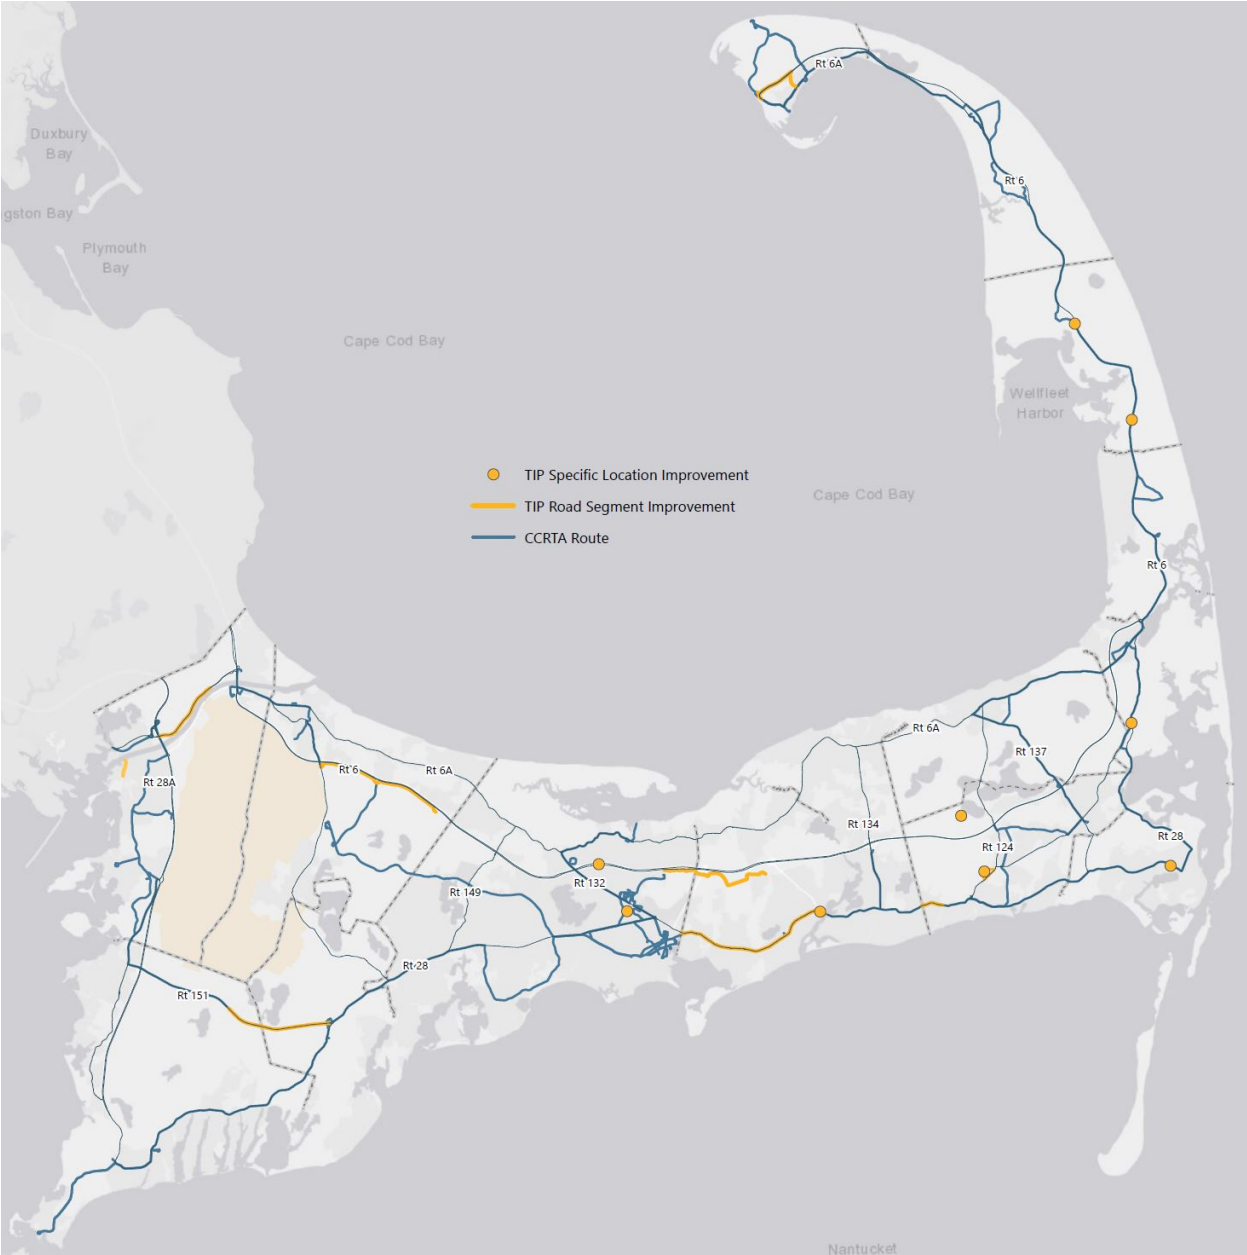 Rt 6A
Duxbury
Bay
Rt 6
gston Bay
Plymouth
Bay
Cape Cod Bay
Wellfleet
Harbor
TIP Specific Location Improvement
Cape Cod Bay
TIP Road Segment Improvement
CCRTA Route
Rt 6
Rt 6A
Rt 137
Rt 6
Rt 6A
Rt 28A
Rt 134
Rt 28
Rt 124
Rt 132
Rt 149
Rt 28
Rt 151
Nantucket